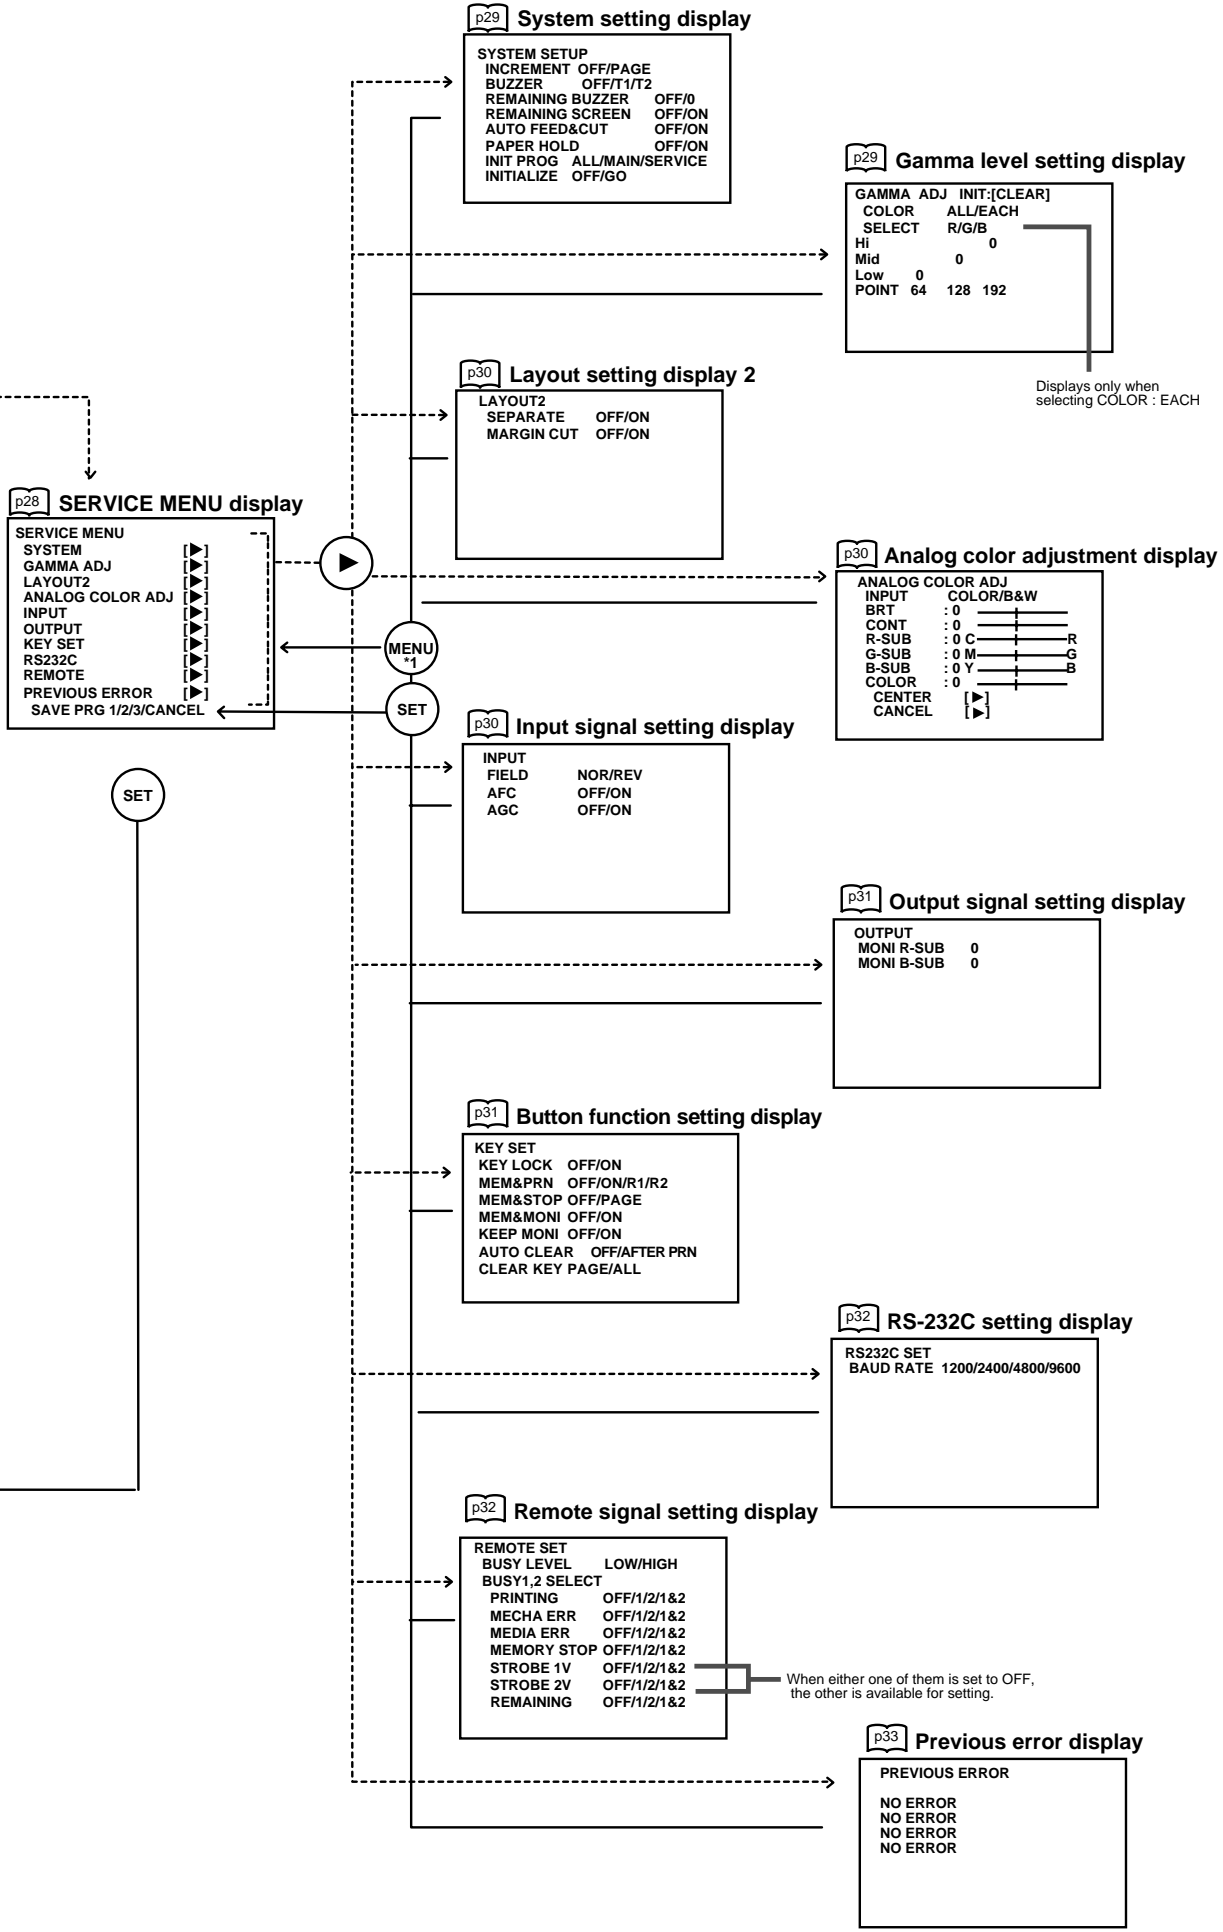 p29 System setting display
SYSTEM SETUP
INCREMENT OFF/PAGE
BUZZER OFF/T1/T2
REMAINING BUZZER OFF/0
REMAINING SCREEN OFF/ON
AUTO FEED&CUT OFF/ON
PAPER HOLD OFF/ON
INIT PROG ALL/MAIN/SERVICE
INITIALIZE OFF/GO
p29 Gamma level setting display
GAMMA ADJ INIT:[CLEAR]
COLOR ALL/EACH
SELECT R/G/B
Hi 0
Mid 0
Low 0
POINT 64 128 192
Displays only when
selecting COLOR : EACH
p30 Layout setting display 2
LAYOUT2
SEPARATE OFF/ON
MARGIN CUT OFF/ON
p28 SERVICE MENU display
SERVICE MENU
SYSTEM [▶]
GAMMA ADJ [▶]
LAYOUT2 [▶]
ANALOG COLOR ADJ [▶]
INPUT [▶]
OUTPUT [▶]
KEY SET [▶]
RS232C [▶]
REMOTE [▶]
PREVIOUS ERROR [▶]
SAVE PRG 1/2/3/CANCEL
▶
MENU
*1
SET
SET
p30 Analog color adjustment display
ANALOG COLOR ADJ
INPUT COLOR/B&W
BRT : 0
CONT : 0
R-SUB : 0 C R
G-SUB : 0 M G
B-SUB : 0 Y B
COLOR : 0
CENTER [▶]
CANCEL [▶]
p30 Input signal setting display
INPUT
FIELD NOR/REV
AFC OFF/ON
AGC OFF/ON
p31 Output signal setting display
OUTPUT
MONI R-SUB 0
MONI B-SUB 0
p31 Button function setting display
KEY SET
KEY LOCK OFF/ON
MEM&PRN OFF/ON/R1/R2
MEM&STOP OFF/PAGE
MEM&MONI OFF/ON
KEEP MONI OFF/ON
AUTO CLEAR OFF/AFTER PRN
CLEAR KEY PAGE/ALL
p32 RS-232C setting display
RS232C SET
BAUD RATE 1200/2400/4800/9600
p32 Remote signal setting display
REMOTE SET
BUSY LEVEL LOW/HIGH
BUSY1,2 SELECT
PRINTING OFF/1/2/1&2
MECHA ERR OFF/1/2/1&2
MEDIA ERR OFF/1/2/1&2
MEMORY STOP OFF/1/2/1&2
STROBE 1V OFF/1/2/1&2
STROBE 2V OFF/1/2/1&2
REMAINING OFF/1/2/1&2
When either one of them is set to OFF,
the other is available for setting.
p33 Previous error display
PREVIOUS ERROR
NO ERROR
NO ERROR
NO ERROR
NO ERROR